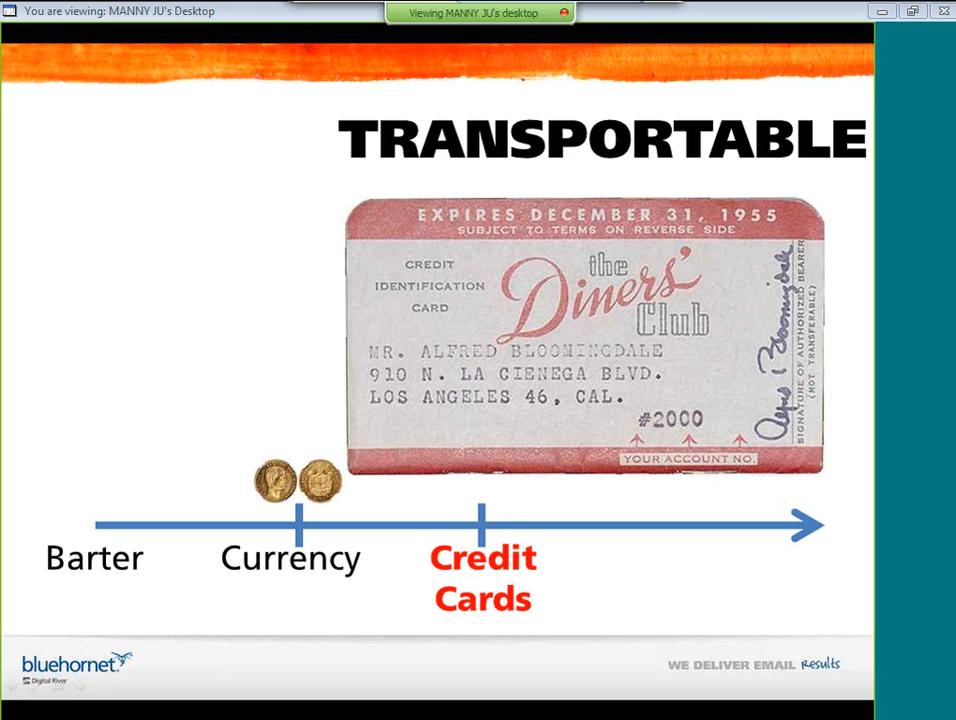 You are viewing: MANNY JU's Desktop
Viewing MANNY JU's desktop
TRANSPORTABLE
EXPIRES DECEMBER 31, 1955
SUBJECT TO TERMS ON REVERSE SIDE
CREDIT
IDENTIFICATION
CARD
the
Diners'
Club
MR. ALFRED BLOOMINGDALE
910 N. LA CIENEGA BLVD.
LOS ANGELES 46, CAL.
#2000
YOUR ACCOUNT NO.
Alfred Bloomingdale
SIGNATURE OF AUTHORIZED BEARER
(NOT TRANSFERABLE)
Barter
Currency
Credit
Cards
bluehornet
Digital River
WE DELIVER EMAIL Results